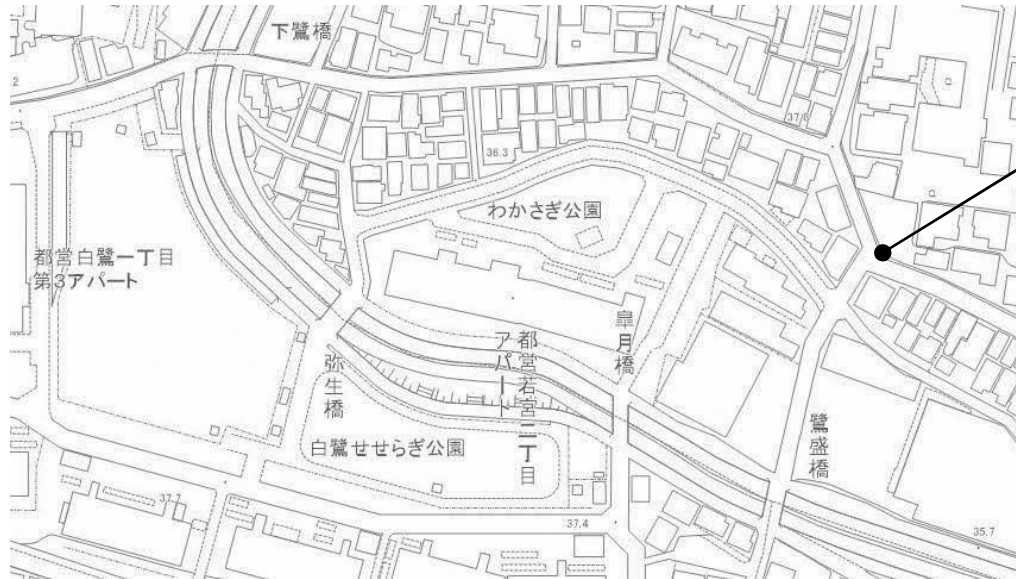 下鷺橋
2
37.8
36.3
わかさぎ公園
都営白鷺一丁目
第3アパート
皐月橋
都営若宮二丁目
アパート
弥生橋
鷺盛橋
白鷺せせらぎ公園
37.7
37.4
35.7